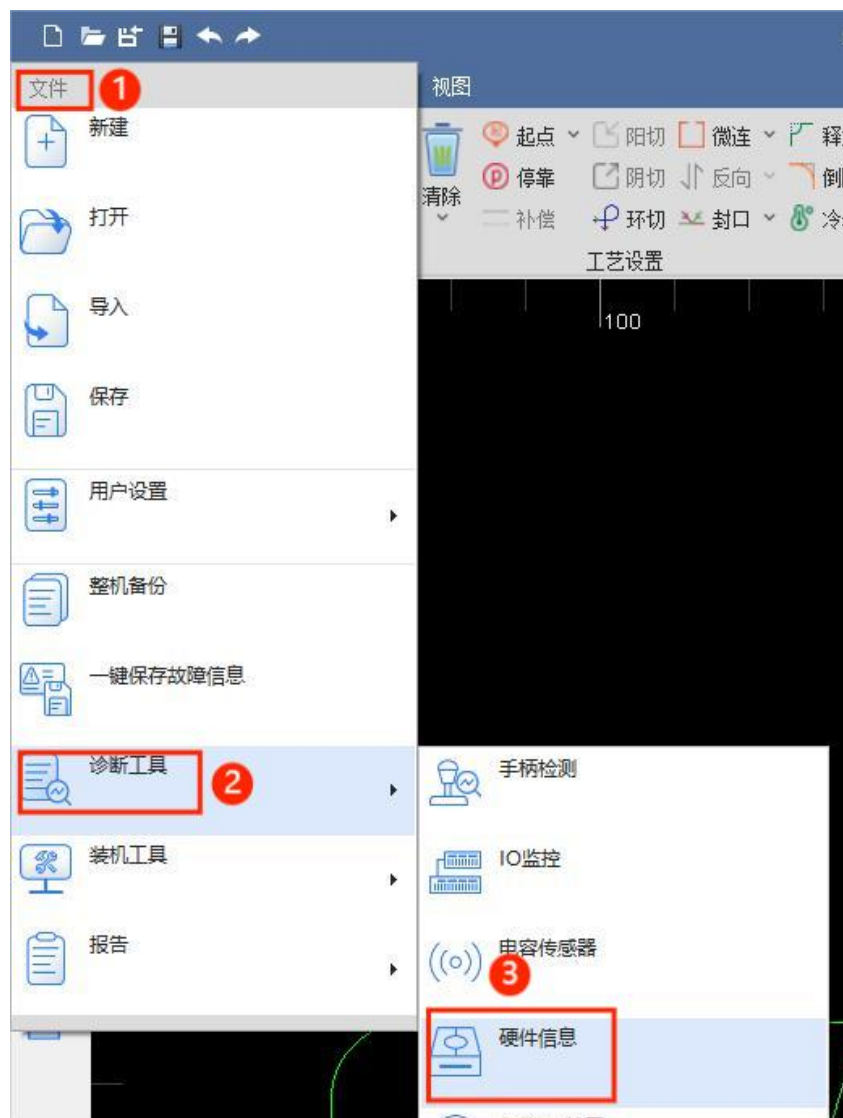 文件 1
视图
新建
打开
导入
保存
用户设置
整机备份
一键保存故障信息
诊断工具 2
装机工具
报告
清除
起点 阳切 微连
停靠 阴切 反向
补偿 环切 封口
工艺设置
100
手柄检测
IO监控
电容传感器
3
硬件信息